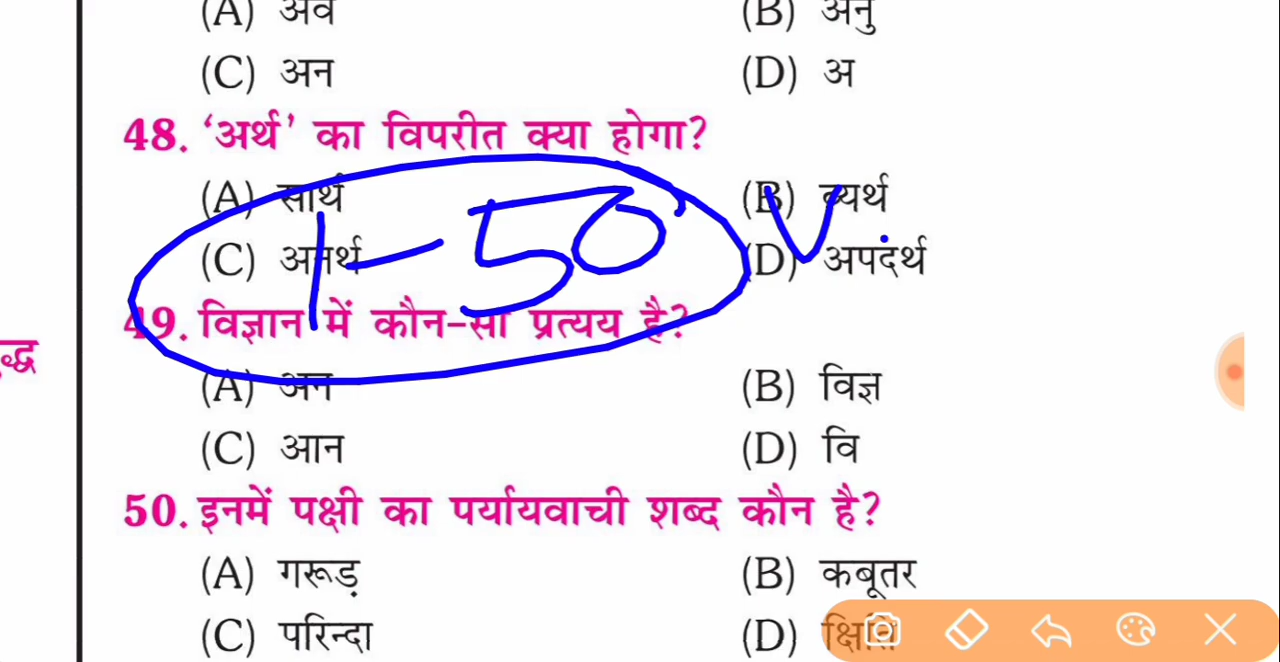 (A) अव (B) अनु
(C) अन (D) अ
48. ‘अर्थ’ का विपरीत क्या होगा?
(A) सार्थ (B) व्यर्थ
(C) अनर्थ (D) अपदर्थ
1-50
49. विज्ञान में कौन-सा प्रत्यय है?
(A) अन (B) विज्ञ
(C) आन (D) वि
50. इनमें पक्षी का पर्यायवाची शब्द कौन है?
(A) गरूड़ (B) कबूतर
(C) परिन्दा (D) क्षिति